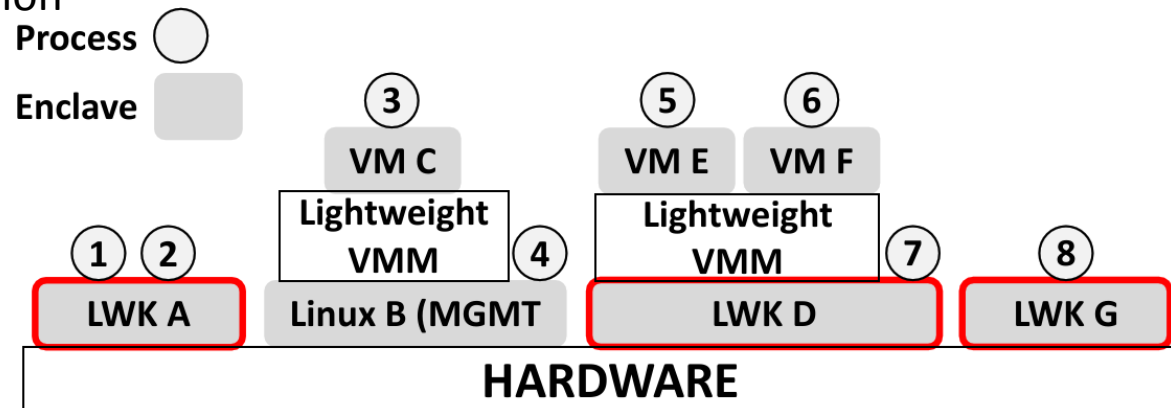 Process
Enclave
3
5
6
VM C
VM E
VM F
Lightweight
VMM
Lightweight
VMM
1
2
4
7
8
LWK A
Linux B (MGMT
LWK D
LWK G
HARDWARE